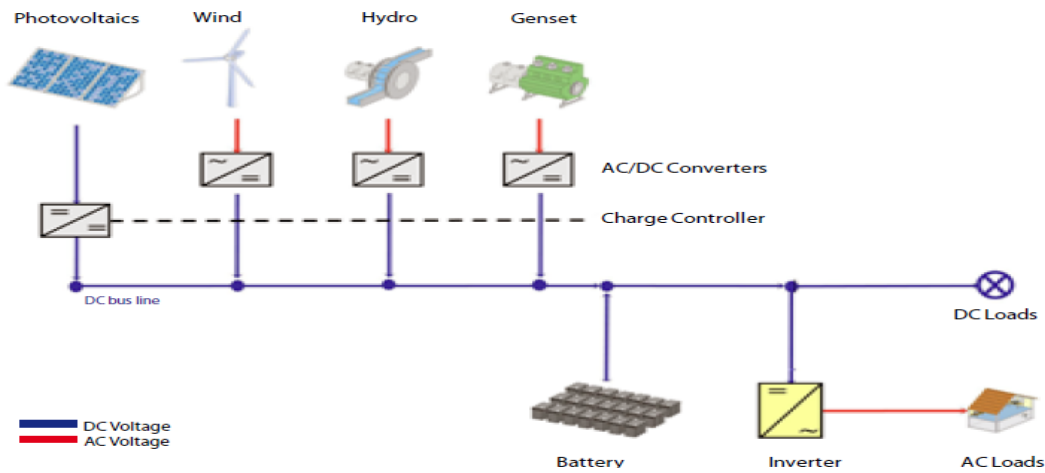 Photovoltaics
Wind
Hydro
Genset
AC/DC Converters
Charge Controller
DC bus line
DC Loads
DC Voltage
AC Voltage
Battery
Inverter
AC Loads